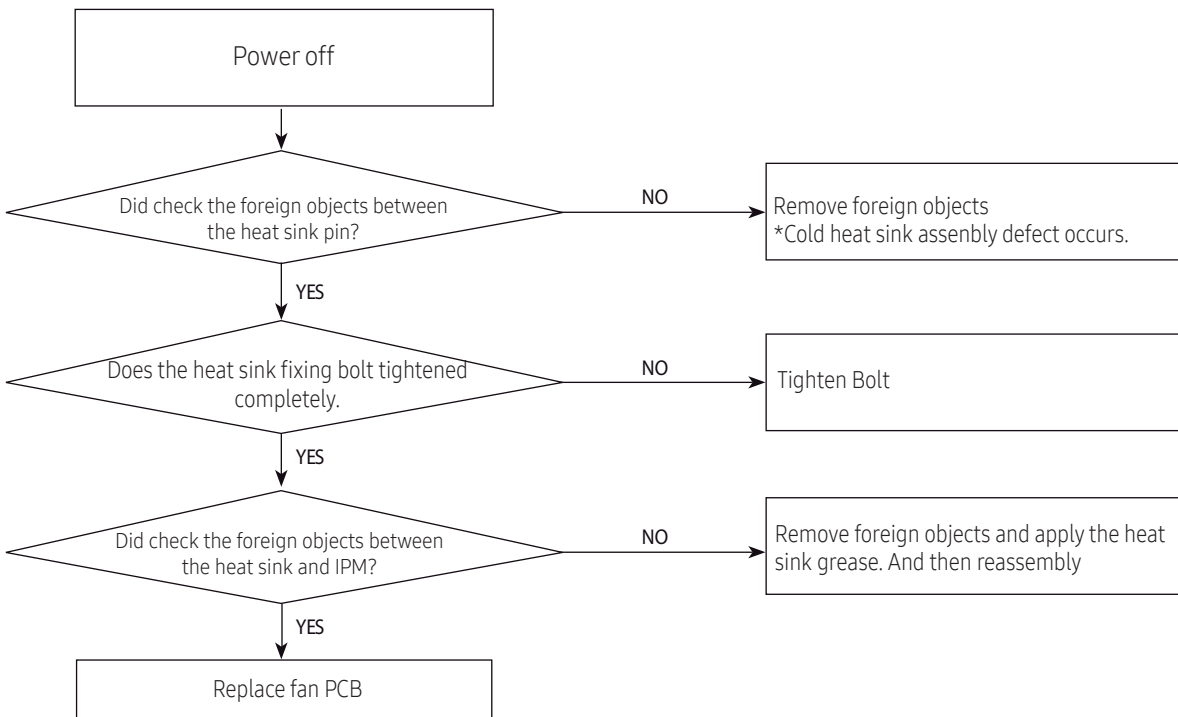 Power off
Did check the foreign objects between
the heat sink pin?
NO
Remove foreign objects
*Cold heat sink assenbly defect occurs.
YES
Does the heat sink fixing bolt tightened
completely.
NO
Tighten Bolt
YES
Did check the foreign objects between
the heat sink and IPM?
NO
Remove foreign objects and apply the heat
sink grease. And then reassembly
YES
Replace fan PCB